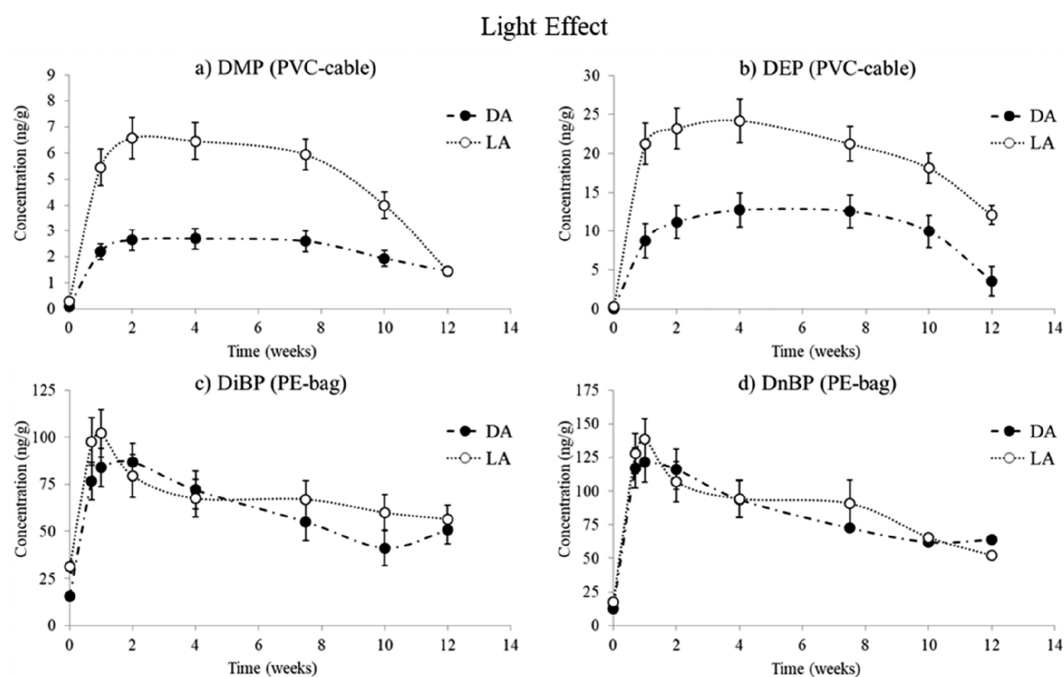 Light Effect
a) DMP (PVC-cable)
Concentration (ng/g)
9
8
7
6
5
4
3
2
1
0
0 2 4 6 8 10 12 14
Time (weeks)
DA
LA
b) DEP (PVC-cable)
Concentration (ng/g)
30
25
20
15
10
5
0
0 2 4 6 8 10 12 14
Time (weeks)
DA
LA
c) DiBP (PE-bag)
Concentration (ng/g)
125
100
75
50
25
0
0 2 4 6 8 10 12 14
Time (weeks)
DA
LA
d) DnBP (PE-bag)
Concentration (ng/g)
175
150
125
100
75
50
25
0
0 2 4 6 8 10 12 14
Time (weeks)
DA
LA